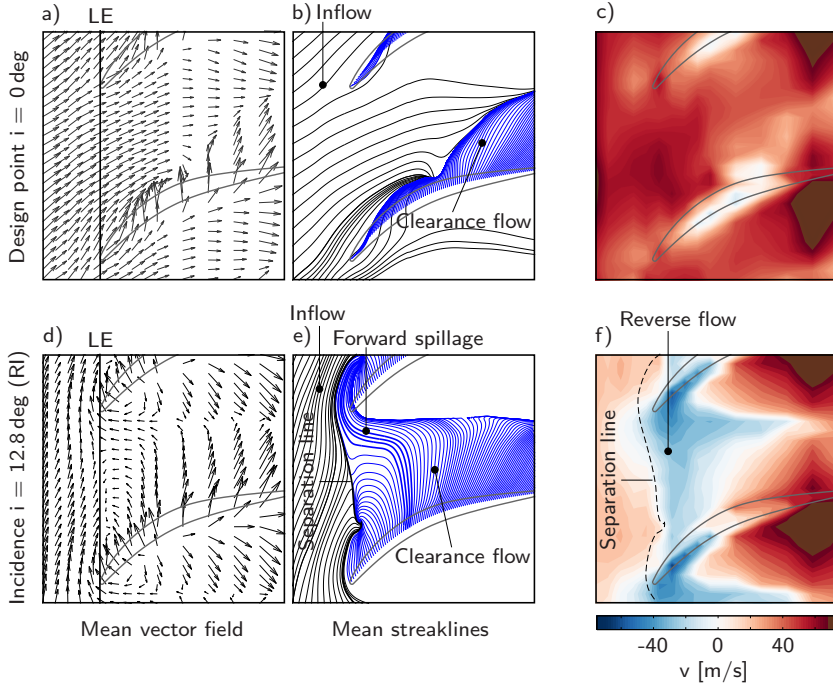 a)
LE
b)
Inflow
c)
Design point i = 0 deg
Clearance flow
d)
LE
Inflow
e)
Forward spillage
f)
Reverse flow
Incidence i = 12.8 deg (RI)
Separation line
Clearance flow
Separation line
Mean vector field
Mean streaklines
-40
0
40
v [m/s]